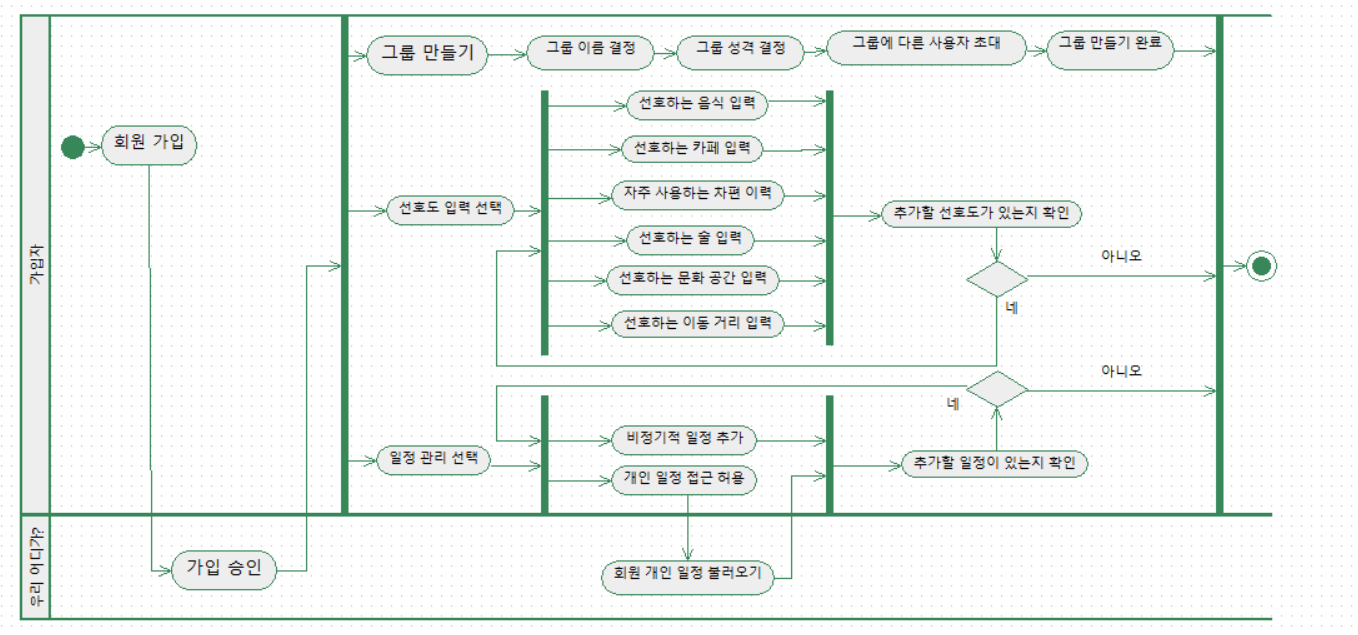 가입자
우리 어디가?
회원 가입
가입 승인
그룹 만들기
그룹 이름 결정
그룹 성격 결정
그룹에 다른 사용자 초대
그룹 만들기 완료
선호도 입력 선택
선호하는 음식 입력
선호하는 카페 입력
자주 사용하는 차편 이력
선호하는 술 입력
선호하는 문화 공간 입력
선호하는 이동 거리 입력
추가할 선호도가 있는지 확인
아니오
네
일정 관리 선택
비정기적 일정 추가
개인 일정 접근 허용
회원 개인 일정 불러오기
추가할 일정이 있는지 확인
네
아니오